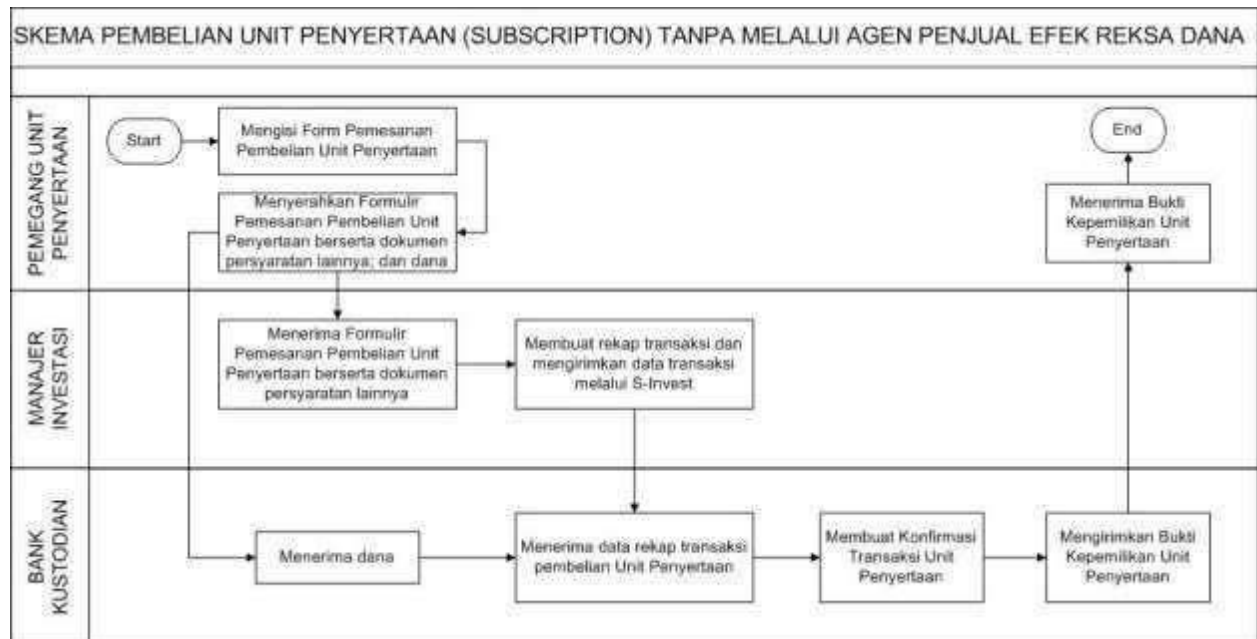 SKEMA PEMBELIAN UNIT PENYERTAAN (SUBSCRIPTION) TANPA MELALUI AGEN PENJUAL EFEK REKSA DANA
PEMEGANG UNIT
PENYERTAAN
Start
Mengisi Form Pemesanan
Pembelian Unit Penyertaan
Menyerahkan Formulir
Pemesanan Pembelian Unit
Penyertaan berserta dokumen
persyaratan lainnya; dan dana
End
Menerima Bukti
Kepemilikan Unit
Penyertaan
MANAJER
INVESTASI
Menerima Formulir
Pemesanan Pembelian Unit
Penyertaan berserta dokumen
persyaratan lainnya
Membuat rekap transaksi dan
mengirimkan data transaksi
melalui S-Invest
BANK
KUSTODIAN
Menerima dana
Menerima data rekap transaksi
pembelian Unit Penyertaan
Membuat Konfirmasi
Transaksi Unit
Penyertaan
Mengirimkan Bukti
Kepemilikan Unit
Penyertaan